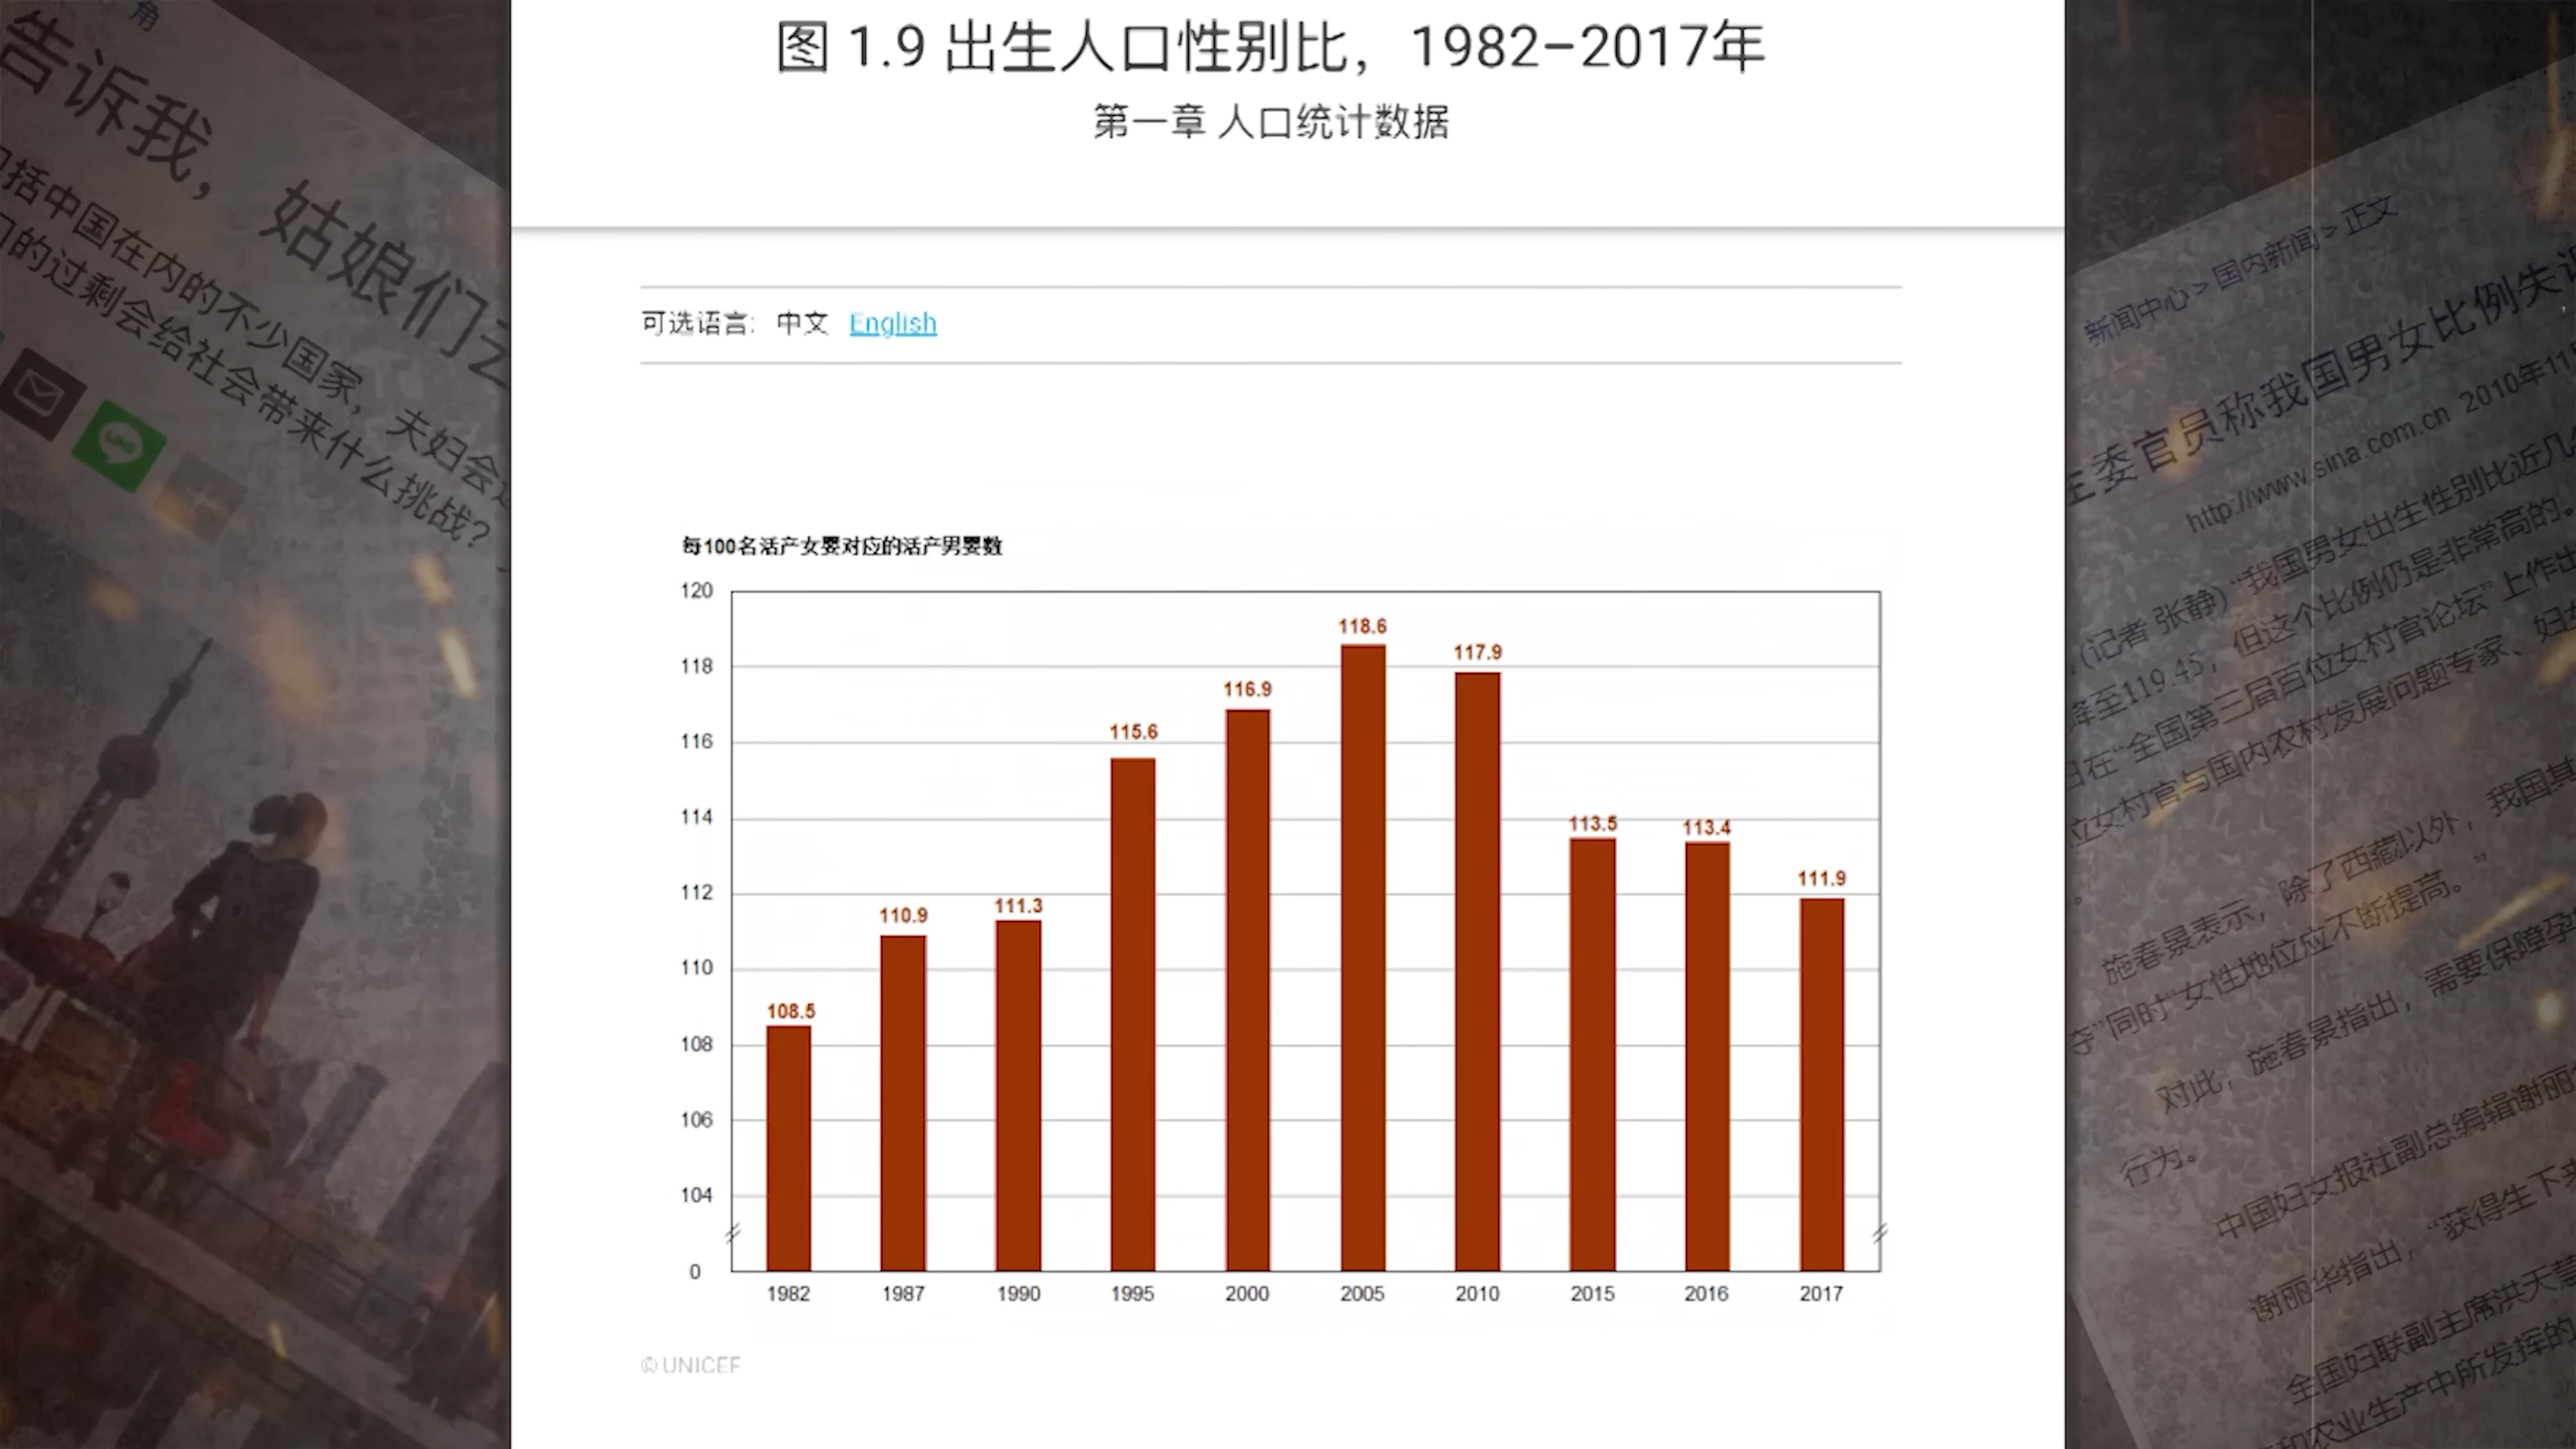 图 1.9 出生人口性别比，1982-2017年
第一章 人口统计数据
可选语言: 中文 English
每100名活产女婴对应的活产男婴数
120
118
116
114
112
110
108
106
104
0
108.5
110.9
111.3
115.6
116.9
118.6
117.9
113.5
113.4
111.9
1982 1987 1990 1995 2000 2005 2010 2015 2016 2017
© UNICEF
角
告诉我，姑娘们去
括中国在内的不少国家，夫妇会
们的过剩会给社会带来什么挑战？
新闻中心 > 国内新闻 > 正文
委官员称我国男女比例失
http://www.sina.com.cn 2010年11
(记者 张静) “我国男女出生性别比近几
降至119.45，但这个比例仍是非常高的。
日在“全国第三届百位女村官论坛” 上作出
位女村官与国内农村发展问题专家、妇
。
施春景表示，除了西藏以外，我国其
夺”同时“女性地位应不断提高。”
对此，施春景指出，需要保障孕
行为。
中国妇女报社副总编辑谢丽
谢丽华指出，“获得生下来
全国妇联副主席洪天慧
和农业生产中所发挥的